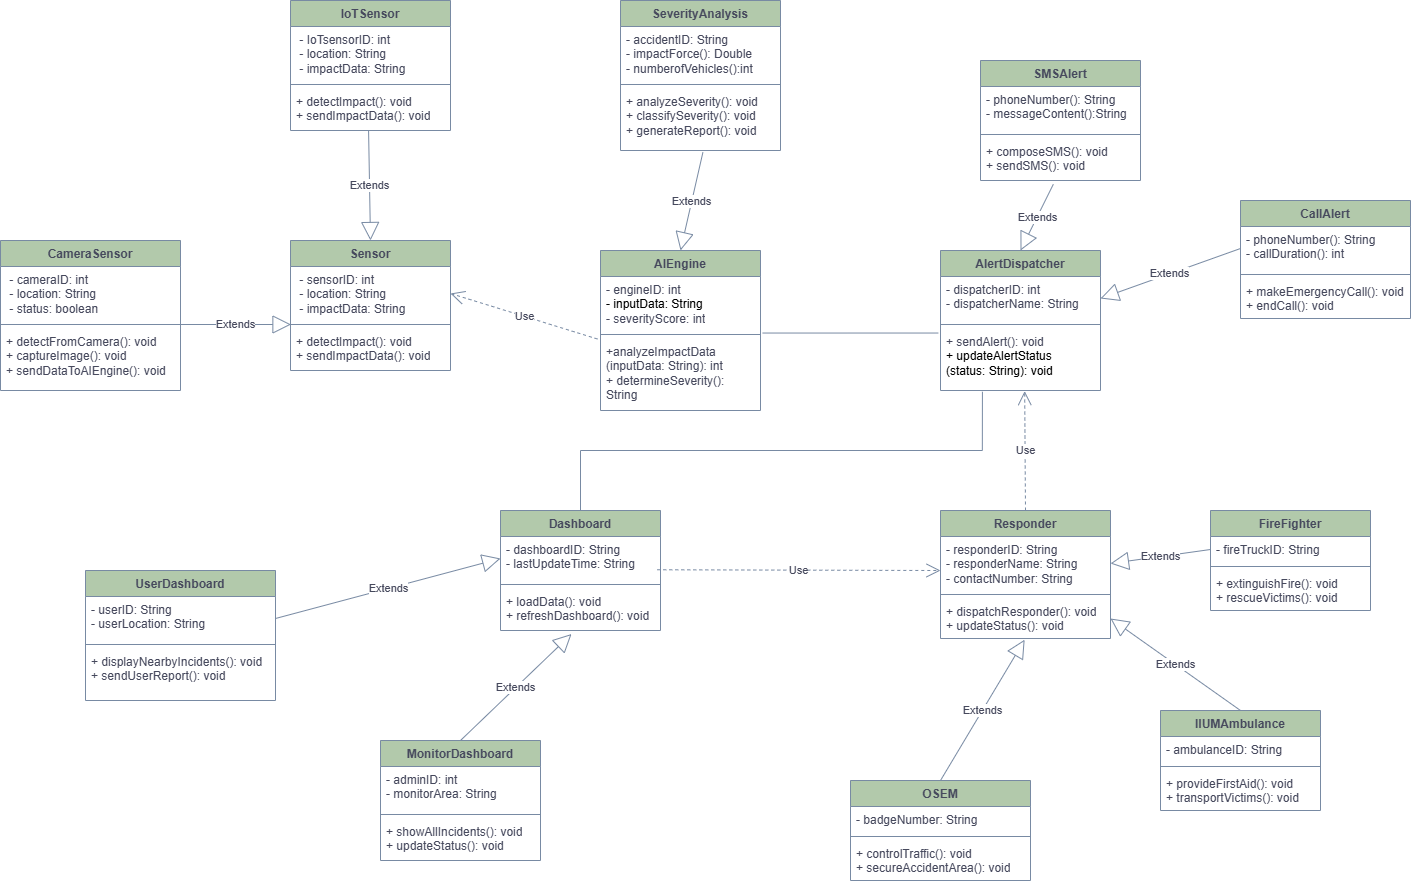 IoTSensor
- IoTsensorID: int
- location: String
- impactData: String
+ detectImpact(): void
+ sendImpactData(): void
SeverityAnalysis
- accidentID: String
- impactForce(): Double
- numberofVehicles():int
+ analyzeSeverity(): void
+ classifySeverity(): void
+ generateReport(): void
SMSAlert
- phoneNumber(): String
- messageContent():String
+ composeSMS(): void
+ sendSMS(): void
Extends
Extends
Extends
CallAlert
- phoneNumber(): String
- callDuration(): int
+ makeEmergencyCall(): void
+ endCall(): void
Extends
CameraSensor
- cameraID: int
- location: String
- status: boolean
+ detectFromCamera(): void
+ captureImage(): void
+ sendDataToAIEngine(): void
Extends
Sensor
- sensorID: int
- location: String
- impactData: String
+ detectImpact(): void
+ sendImpactData(): void
Use
AIEngine
- engineID: int
- inputData: String
- severityScore: int
+analyzeImpactData
(inputData: String): int
+ determineSeverity():
String
AlertDispatcher
- dispatcherID: int
- dispatcherName: String
+ sendAlert(): void
+ updateAlertStatus
(status: String): void
Use
Dashboard
- dashboardID: String
- lastUpdateTime: String
+ loadData(): void
+ refreshDashboard(): void
Use
Responder
- responderID: String
- responderName: String
- contactNumber: String
+ dispatchResponder(): void
+ updateStatus(): void
Extends
FireFighter
- fireTruckID: String
+ extinguishFire(): void
+ rescueVictims(): void
UserDashboard
- userID: String
- userLocation: String
+ displayNearbyIncidents(): void
+ sendUserReport(): void
Extends
Extends
Extends
Extends
MonitorDashboard
- adminID: int
- monitorArea: String
+ showAllIncidents(): void
+ updateStatus(): void
OSEM
- badgeNumber: String
+ controlTraffic(): void
+ secureAccidentArea(): void
IIUMAmbulance
- ambulanceID: String
+ provideFirstAid(): void
+ transportVictims(): void